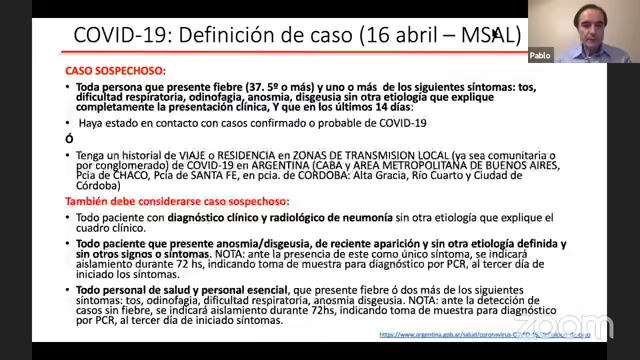 COVID-19: Definición de caso (16 abril – MSAL)
Pablo
CASO SOSPECHOSO:
Toda persona que presente fiebre (37. 5º o más) y uno o más de los siguientes síntomas: tos,
dificultad respiratoria, odinofagia, anosmia, disgeusia sin otra etiología que explique
completamente la presentación clínica, Y que en los últimos 14 días:
• Haya estado en contacto con casos confirmado o probable de COVID-19
Ó
• Tenga un historial de VIAJE o RESIDENCIA en ZONAS DE TRANSMISION LOCAL (ya sea comunitaria o
por conglomerado) de COVID-19 en ARGENTINA (CABA y AREA METROPOLITANA DE BUENOS AIRES,
Pcia de CHACO, Pcía de SANTA FE, en pcia. de CORDOBA: Alta Gracia, Río Cuarto y Ciudad de
Córdoba)
También debe considerarse caso sospechoso:
• Todo paciente con diagnóstico clínico y radiológico de neumonía sin otra etiología que explique el
cuadro clínico.
• Todo paciente que presente anosmia/disgeusia, de reciente aparición y sin otra etiología definida y
sin otros signos o síntomas. NOTA: ante la presencia de este como único síntoma, se indicará
aislamiento durante 72 hs, indicando toma de muestra para diagnóstico por PCR, al tercer día de
iniciado los síntomas.
• Todo personal de salud y personal esencial, que presente fiebre ó dos más de los siguientes
síntomas: tos, odinofagia, dificultad respiratoria, anosmia disgeusia. NOTA: ante la detección de
casos sin fiebre, se indicará aislamiento durante 72hs, indicando toma de muestra para diagnóstico
por PCR, al tercer día de iniciado síntomas.
zoom